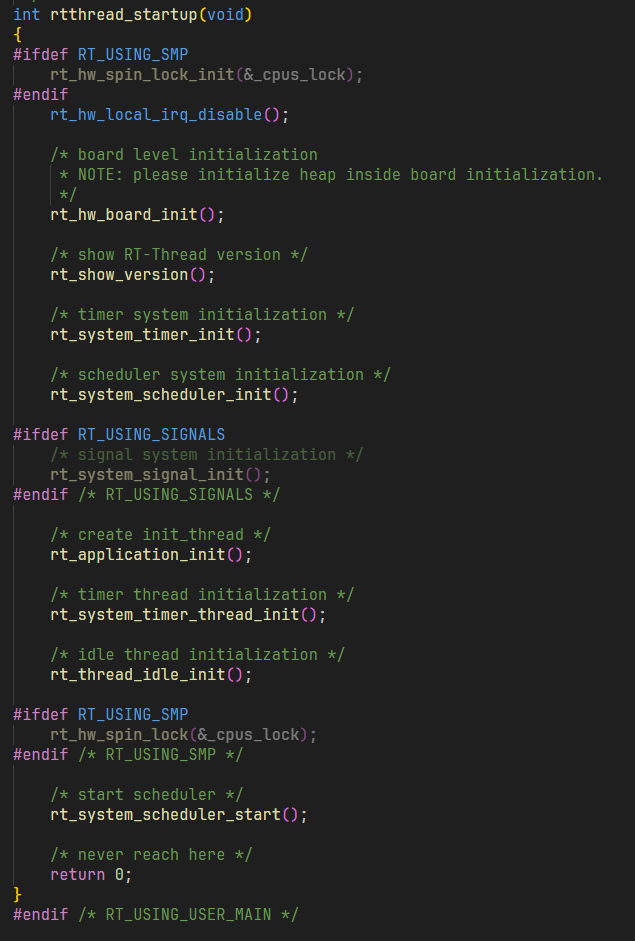 int rtthread_startup(void)
{
#ifdef RT_USING_SMP
    rt_hw_spin_lock_init(&_cpus_lock);
#endif
    rt_hw_local_irq_disable();

    /* board level initialization
     * NOTE: please initialize heap inside board initialization.
     */
    rt_hw_board_init();

    /* show RT-Thread version */
    rt_show_version();

    /* timer system initialization */
    rt_system_timer_init();

    /* scheduler system initialization */
    rt_system_scheduler_init();

#ifdef RT_USING_SIGNALS
    /* signal system initialization */
    rt_system_signal_init();
#endif /* RT_USING_SIGNALS */

    /* create init_thread */
    rt_application_init();

    /* timer thread initialization */
    rt_system_timer_thread_init();

    /* idle thread initialization */
    rt_thread_idle_init();

#ifdef RT_USING_SMP
    rt_hw_spin_lock(&_cpus_lock);
#endif /* RT_USING_SMP */

    /* start scheduler */
    rt_system_scheduler_start();

    /* never reach here */
    return 0;
}
#endif /* RT_USING_USER_MAIN */